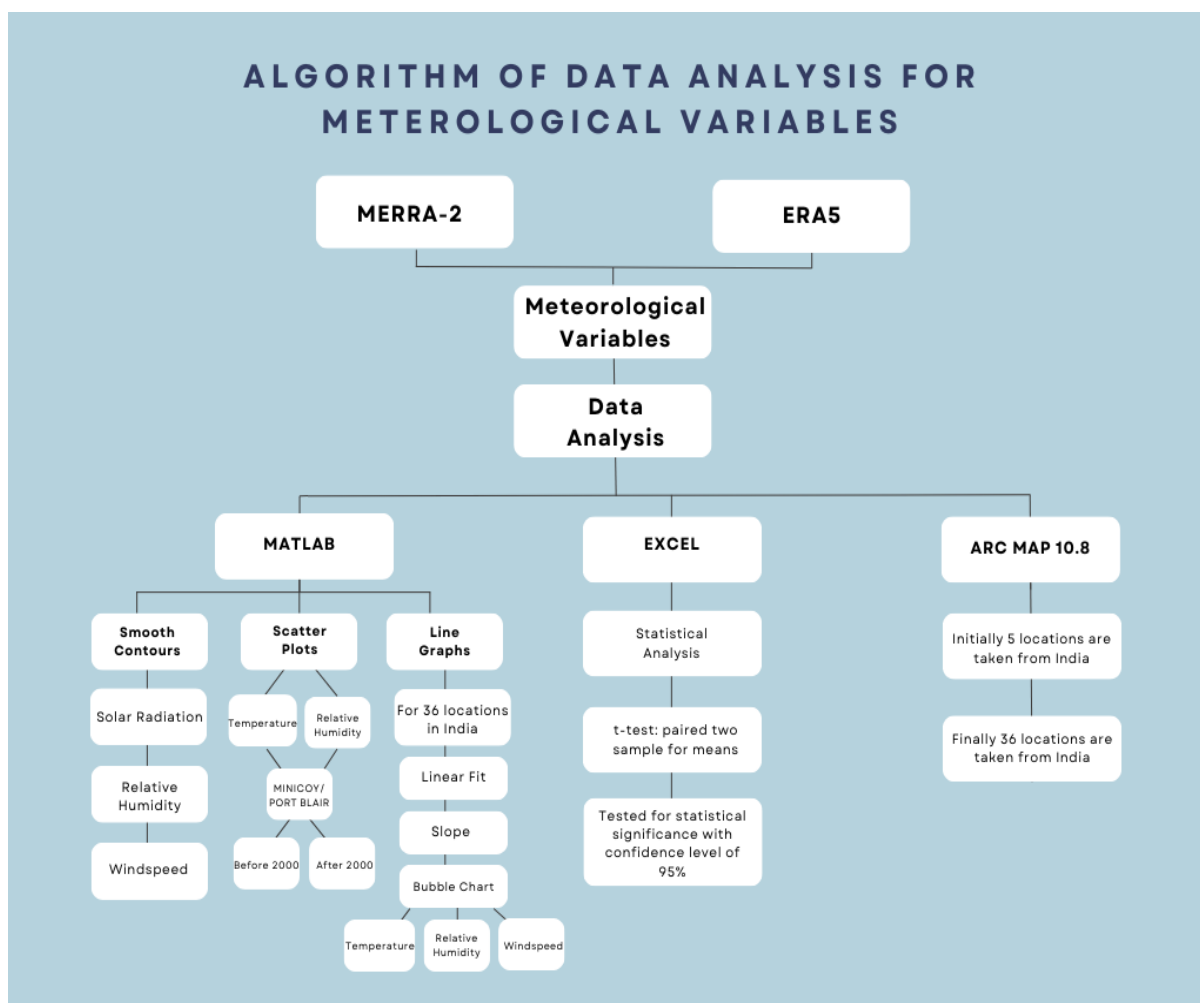 ALGORITHM OF DATA ANALYSIS FOR
METEROLOGICAL VARIABLES
MERRA-2
ERA5
Meteorological
Variables
Data
Analysis
MATLAB
EXCEL
ARC MAP 10.8
Smooth
Contours
Scatter
Plots
Line
Graphs
Statistical
Analysis
Initially 5 locations are
taken from India
Solar Radiation
Temperature
Relative
Humidity
For 36 locations
in India
t-test: paired two
sample for means
Finally 36 locations are
taken from India
Relative
Humidity
MINICOY/
PORT BLAIR
Linear Fit
Slope
Tested for statistical
significance with
confidence level of
95%
Windspeed
Before 2000
After 2000
Bubble Chart
Temperature
Relative
Humidity
Windspeed